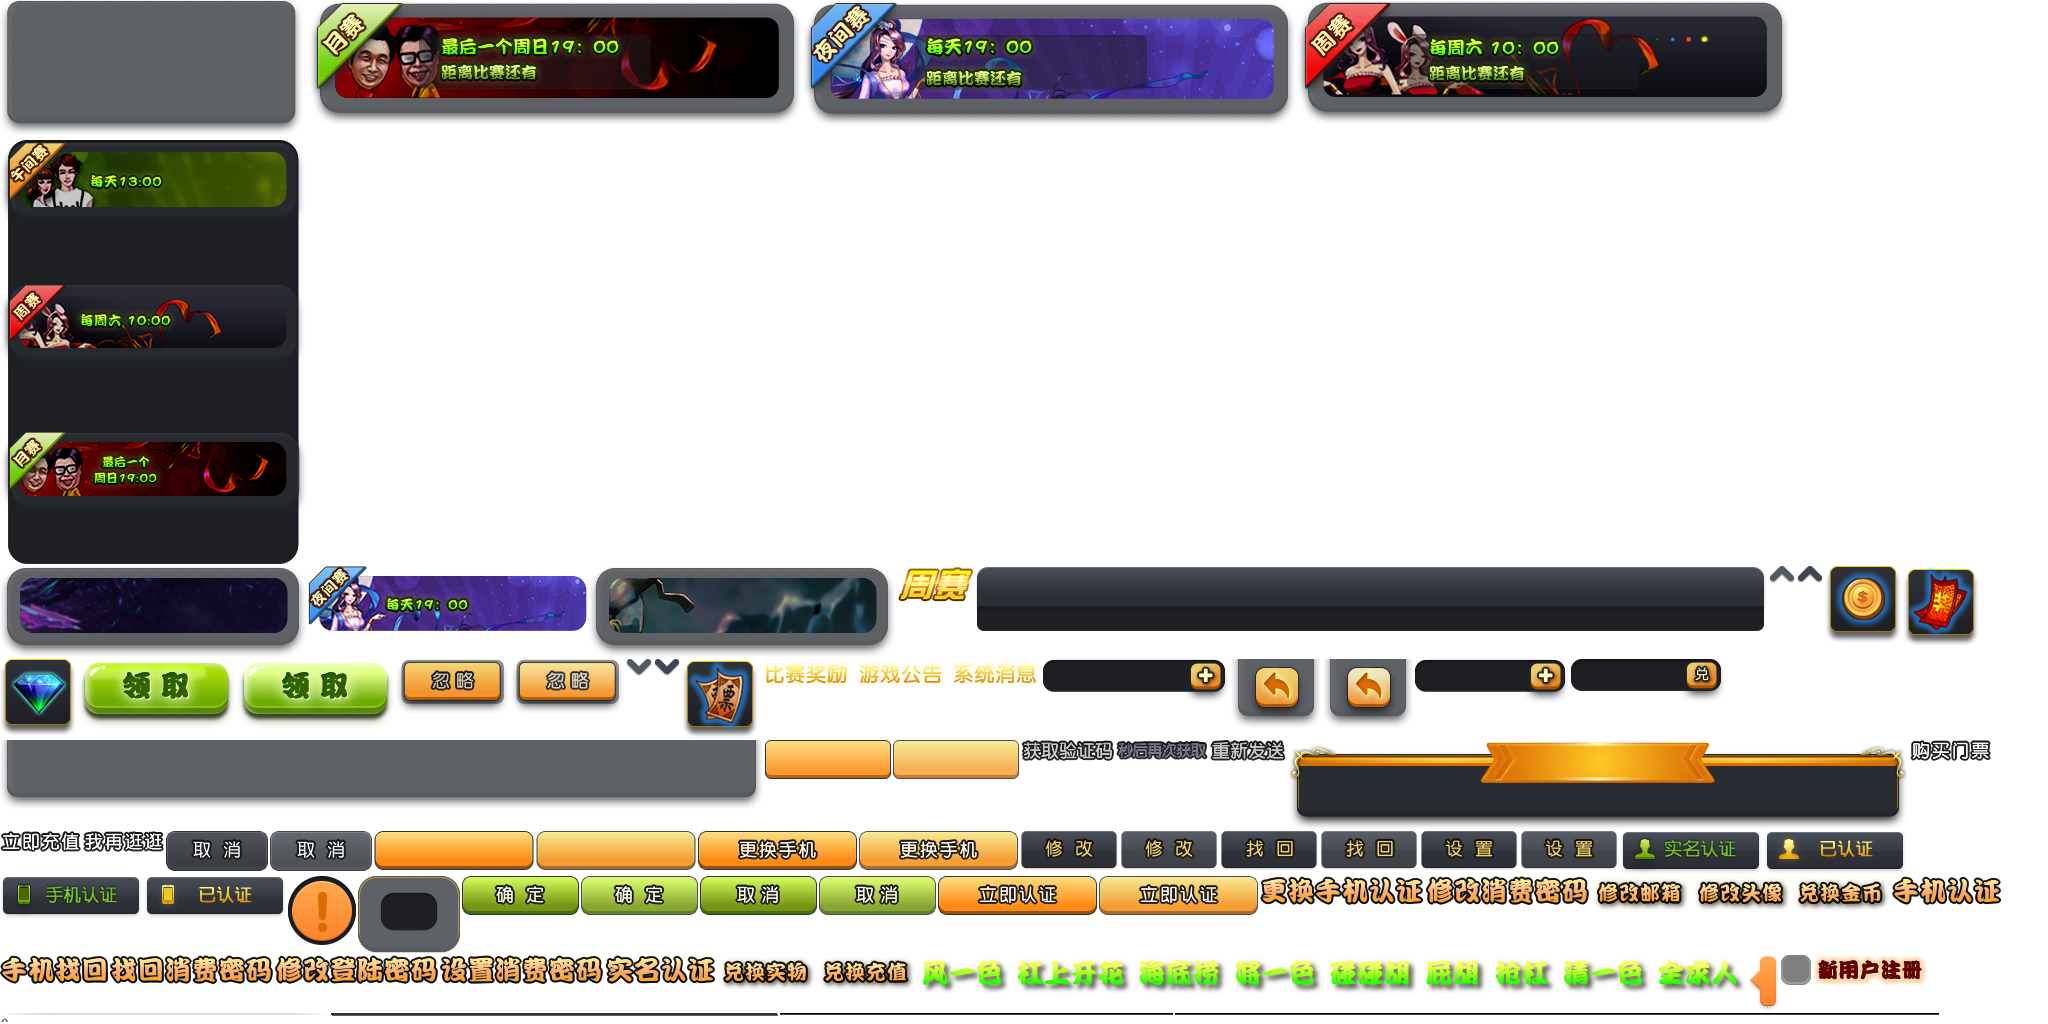 月赛
最后一个周日19：00
距离比赛还有
夜间赛
每天19：00
距离比赛还有
周赛
每周六 10：00
距离比赛还有
午间赛
每天13:00
周赛
每周六 10:00
月赛
最后一个
周日19:00
夜间赛
每天19：00
周赛
领取
领取
忽略
忽略
票
比赛奖励 游戏公告 系统消息
兑
获取验证码 秒后再次获取 重新发送
购买门票
立即充值 我再逛逛
取 消
取 消
更换手机
更换手机
修 改
修 改
找 回
找 回
设 置
设 置
实名认证
已认证
手机认证
已认证
确 定
确 定
取消
取消
立即认证
立即认证
更换手机认证 修改消费密码 修改邮箱 修改头像 兑换金币 手机认证
手机找回 找回消费密码 修改登陆密码 设置消费密码 实名认证 兑换实物 兑换充值
风一色 杠上开花 海底捞 将一色 碰碰胡 屁胡 抢杠 清一色 全求人
新用户注册